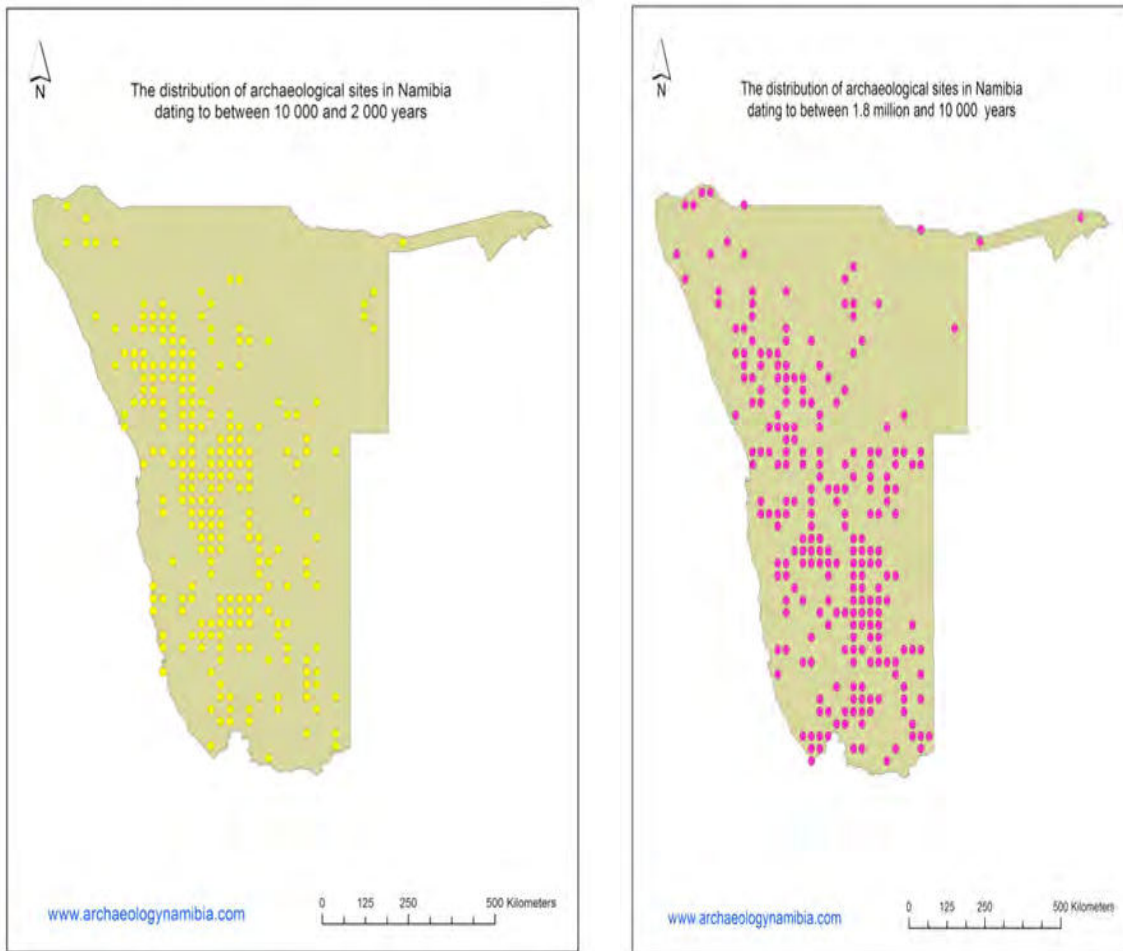 N
The distribution of archaeological sites in Namibia
dating to between 10 000 and 2 000 years
www.archaeologynamibia.com
0 125 250 500 Kilometers
N
The distribution of archaeological sites in Namibia
dating to between 1.8 million and 10 000 years
www.archaeologynamibia.com
0 125 250 500 Kilometers